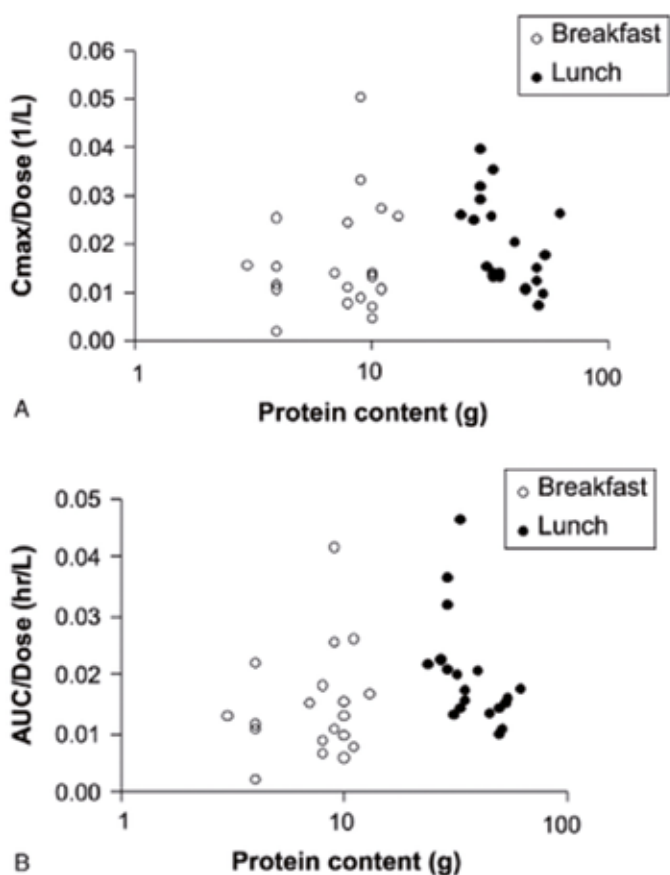 Breakfast
Lunch
0.06
0.05
0.04
0.03
0.02
0.01
0.00
Cmax/Dose (1/L)
1
10
100
A
Protein content (g)
Breakfast
Lunch
0.05
0.04
0.03
0.02
0.01
0.00
AUC/Dose (hr/L)
1
10
100
B
Protein content (g)